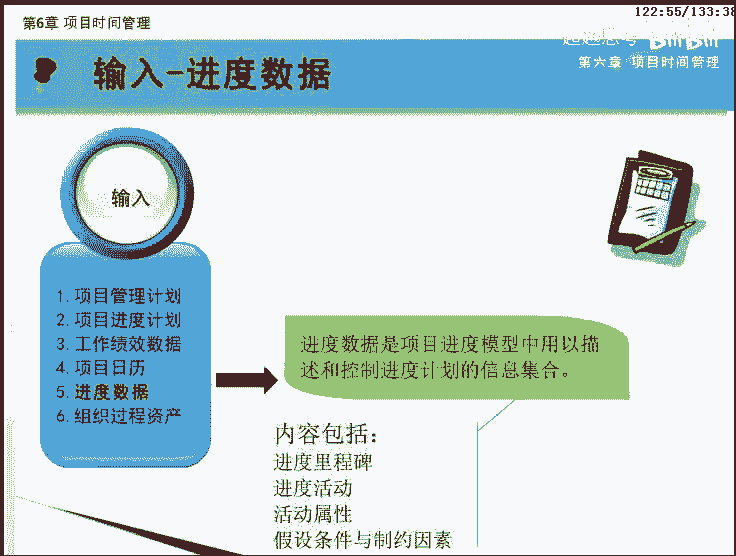 第6章 项目时间管理
122:55/133:38
输入-进度数据
第六章 项目时间管理
输入
1. 项目管理计划
2. 项目进度计划
3. 工作绩效数据
4. 项目日历
5. 进度数据
6. 组织过程资产
进度数据是项目进度模型中用以描
述和控制进度计划的信息集合。
内容包括：
进度里程碑
进度活动
活动属性
假设条件与制约因素